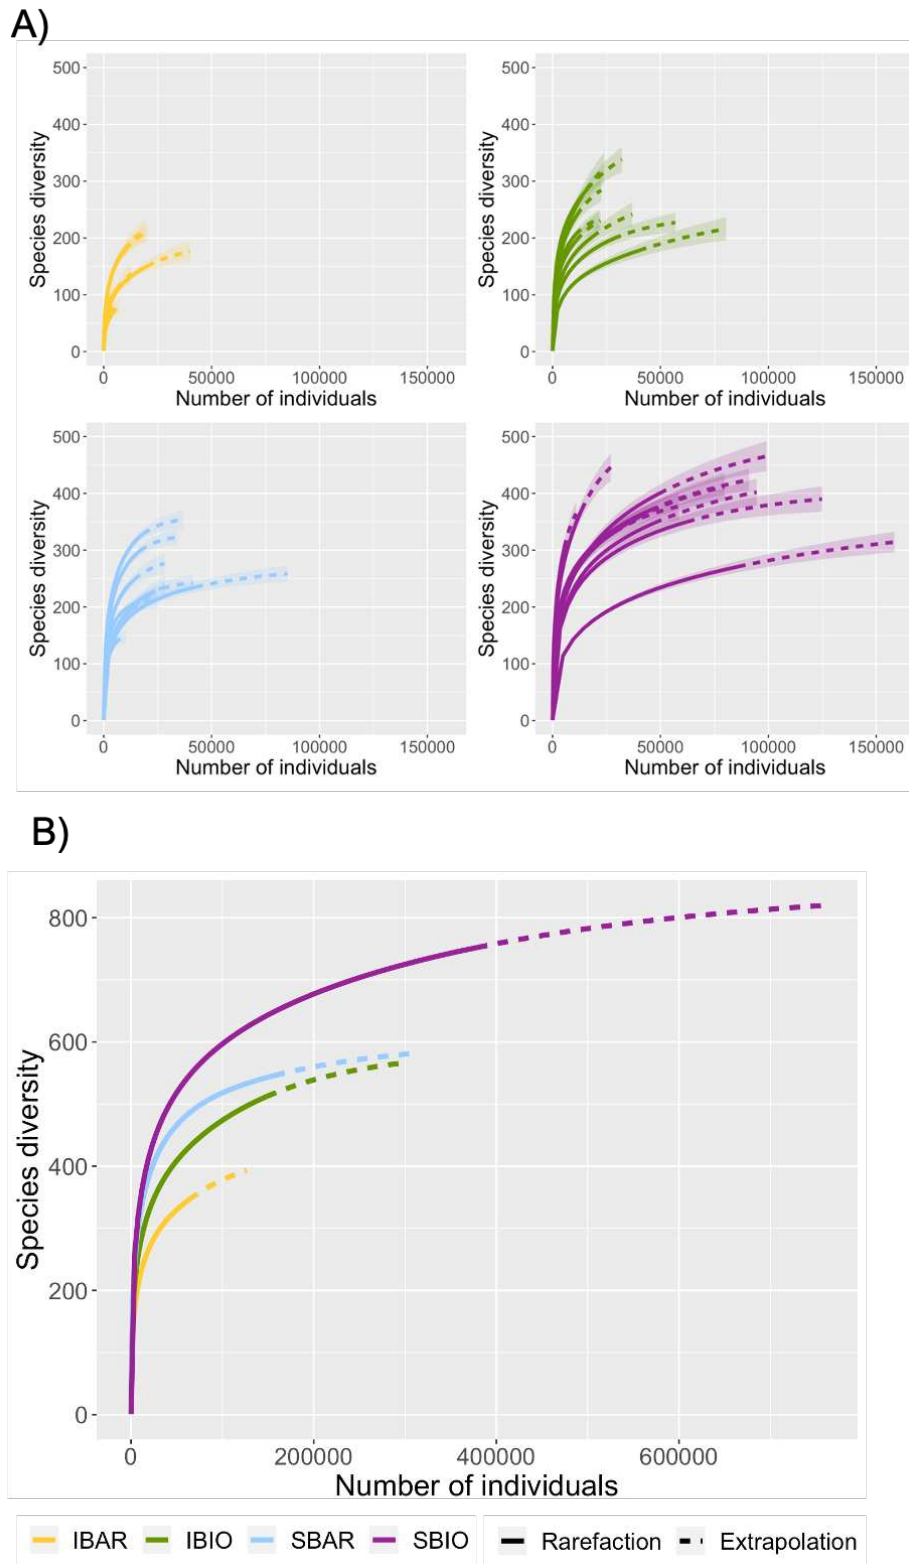 A)
500
400
300
200
100
0
Species diversity
0 50000 100000 150000
Number of individuals
500
400
300
200
100
0
Species diversity
0 50000 100000 150000
Number of individuals
500
400
300
200
100
0
Species diversity
0 50000 100000 150000
Number of individuals
500
400
300
200
100
0
Species diversity
0 50000 100000 150000
Number of individuals
B)
800
600
400
200
0
Species diversity
0 200000 400000 600000
Number of individuals
IBAR IBIO SBAR SBIO Rarefaction Extrapolation